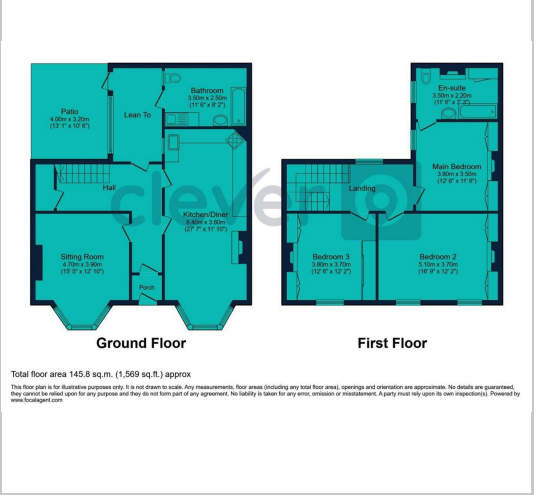 Patio
4.00m x 3.20m
(13' 1" x 10' 6")
Lean To
Bathroom
3.50m x 2.50m
(11' 6" x 8' 2")
Hall
Kitchen/Diner
8.40m x 3.60m
(27' 7" x 11' 10")
Sitting Room
4.70m x 3.90m
(15' 5" x 12' 10")
Porch
Ground Floor
En-suite
3.50m x 2.20m
(11' 6" x 7' 3")
Main Bedroom
3.80m x 3.50m
(12' 6" x 11' 6")
Landing
Bedroom 3
3.80m x 3.70m
(12' 6" x 12' 2")
Bedroom 2
5.10m x 3.70m
(16' 9" x 12' 2")
First Floor
clever
Total floor area 145.8 sq.m. (1,569 sq.ft.) approx
This floor plan is for illustrative purposes only. It is not drawn to scale. Any measurements, floor areas (including any total floor area), openings and orientation are approximate. No details are guaranteed,
they cannot be relied upon for any purpose and they do not form part of any agreement. No liability is taken for any error, omission or misstatement. A party must rely upon its own inspection(s). Powered by
www.focalagent.com